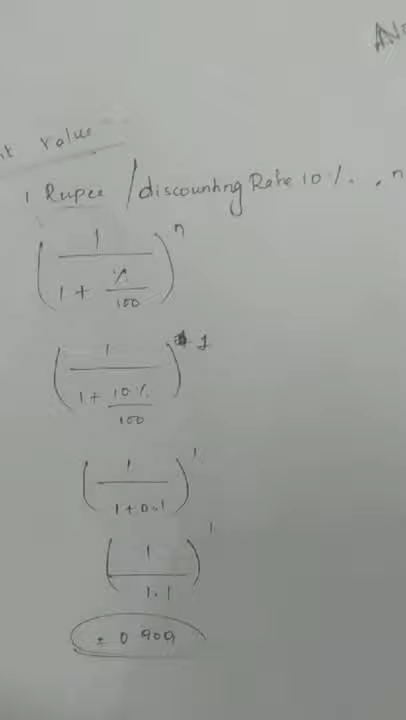 value
1 Rupee / discounting Rate 10 %. , n
( 1 / 1 + % / 100 )^n
( 1 / 1 + 10 % / 100 )^1
( 1 / 1 + 0.1 )^1
( 1 / 1.1 )^1
= 0 909